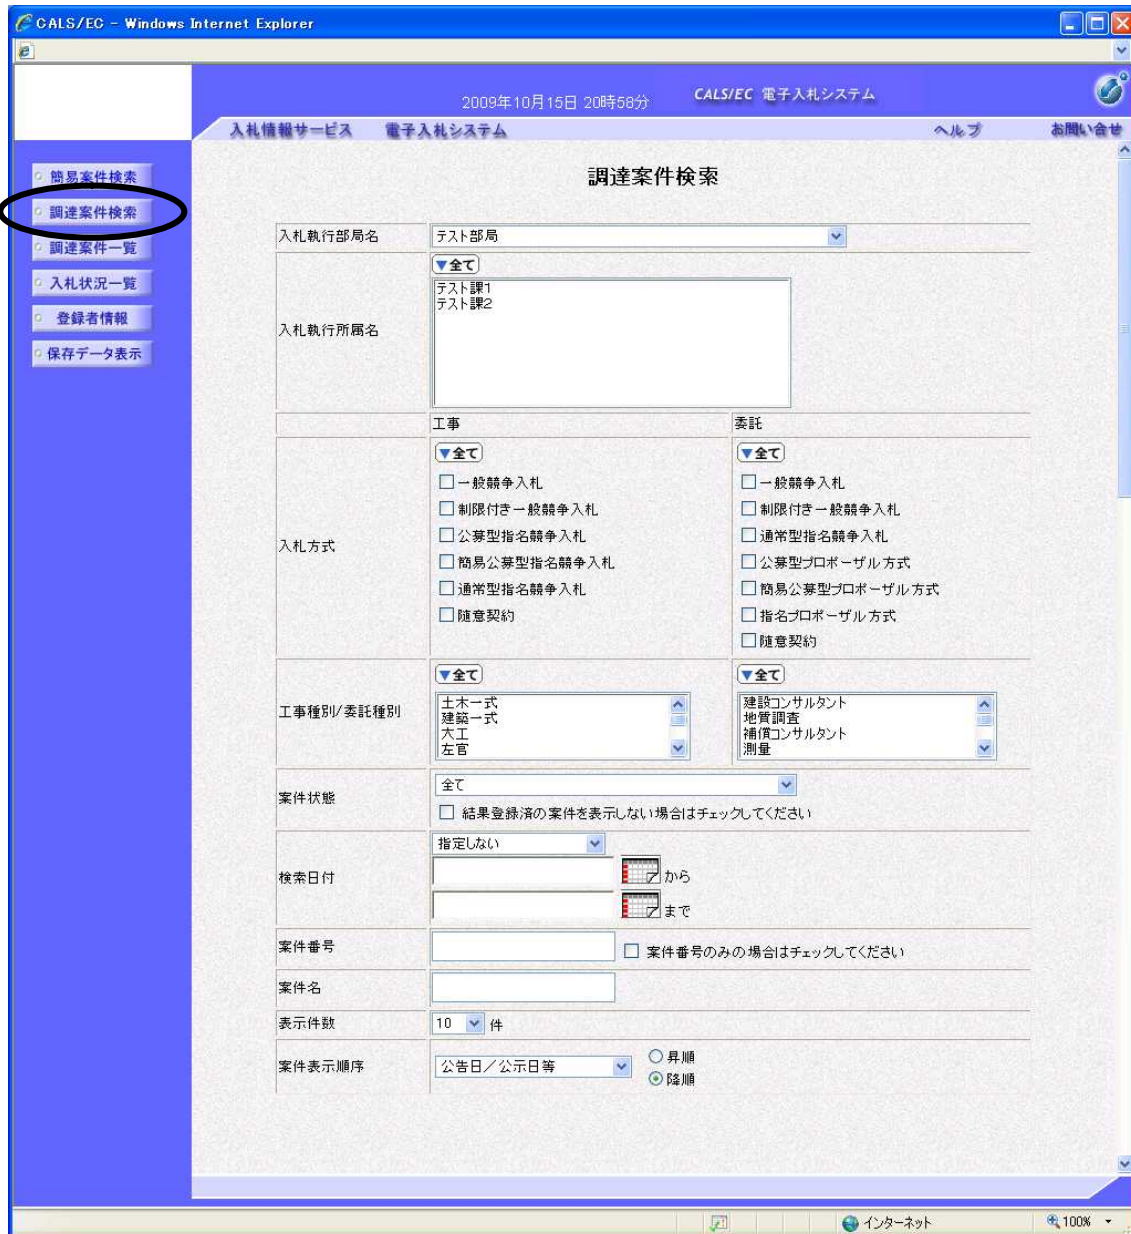 CALS/EC - Windows Internet Explorer
2009年10月15日 20時58分
CALS/EC 電子入札システム
入札情報サービス 電子入札システム ヘルプ お問い合せ
簡易案件検索
調達案件検索
調達案件一覧
入札状況一覧
登録者情報
保存データ表示
調達案件検索
入札執行部局名 テスト部局
▼全て
入札執行所属名
テスト課1
テスト課2
工事 委託
入札方式
▼全て
一般競争入札
制限付き一般競争入札
公募型指名競争入札
簡易公募型指名競争入札
通常型指名競争入札
随意契約
▼全て
一般競争入札
制限付き一般競争入札
通常型指名競争入札
公募型プロポーザル方式
簡易公募型プロポーザル方式
指名プロポーザル方式
随意契約
工事種別/委託種別
▼全て
土木一式
建築一式
大工
左官
▼全て
建設コンサルタント
地質調査
補償コンサルタント
測量
案件状態 全て
結果登録済の案件を表示しない場合はチェックしてください
検索日付 指定しない
から
まで
案件番号 案件番号のみの場合はチェックしてください
案件名
表示件数 10 件
案件表示順序 公告日／公示日等 昇順
降順
インターネット 100%